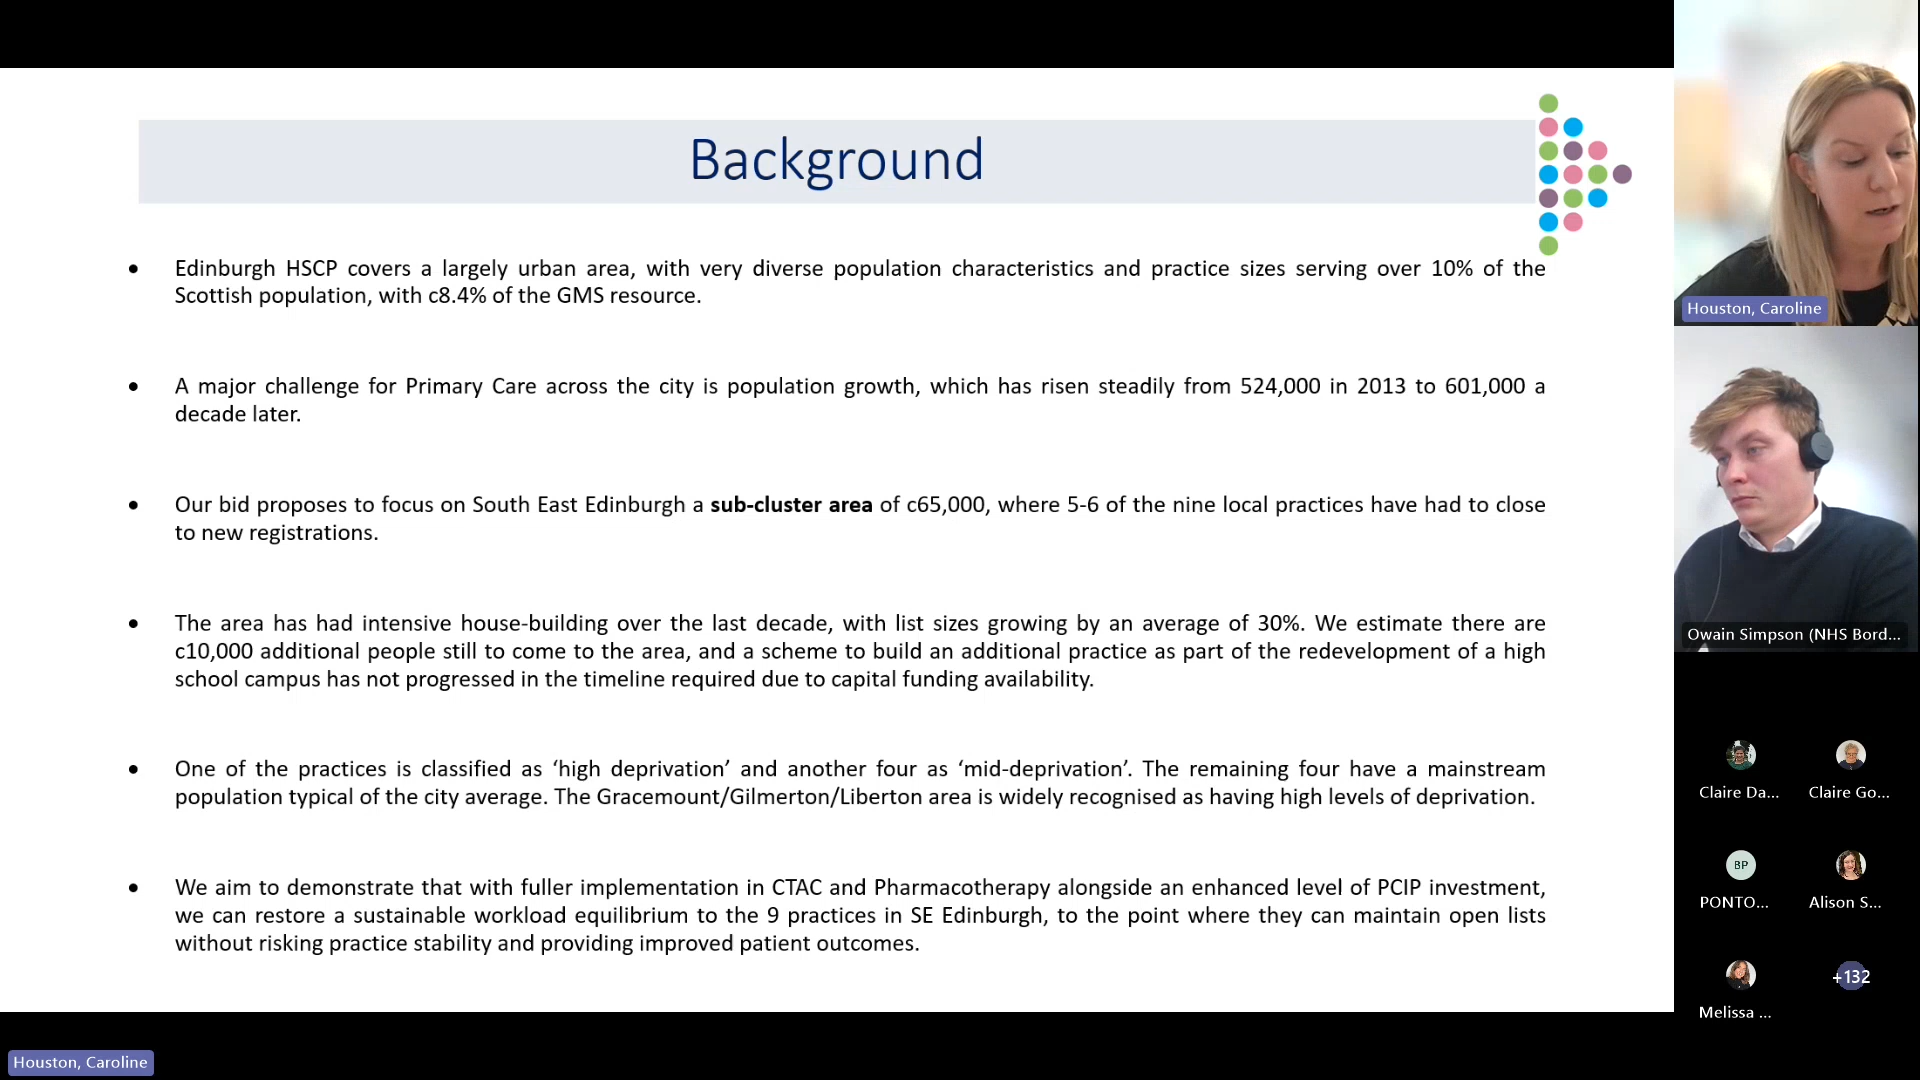 Background
• Edinburgh HSCP covers a largely urban area, with very diverse population characteristics and practice sizes serving over 10% of the
Scottish population, with c8.4% of the GMS resource.
• A major challenge for Primary Care across the city is population growth, which has risen steadily from 524,000 in 2013 to 601,000 a
decade later.
• Our bid proposes to focus on South East Edinburgh a sub-cluster area of c65,000, where 5-6 of the nine local practices have had to close
to new registrations.
• The area has had intensive house-building over the last decade, with list sizes growing by an average of 30%. We estimate there are
c10,000 additional people still to come to the area, and a scheme to build an additional practice as part of the redevelopment of a high
school campus has not progressed in the timeline required due to capital funding availability.
• One of the practices is classified as ‘high deprivation’ and another four as ‘mid-deprivation’. The remaining four have a mainstream
population typical of the city average. The Gracemount/Gilmerton/Liberton area is widely recognised as having high levels of deprivation.
• We aim to demonstrate that with fuller implementation in CTAC and Pharmacotherapy alongside an enhanced level of PCIP investment,
we can restore a sustainable workload equilibrium to the 9 practices in SE Edinburgh, to the point where they can maintain open lists
without risking practice stability and providing improved patient outcomes.
Houston, Caroline
Owain Simpson (NHS Bord...
Claire Da...
Claire Go...
BP
PONTO...
Alison S...
Melissa ...
+132
Houston, Caroline